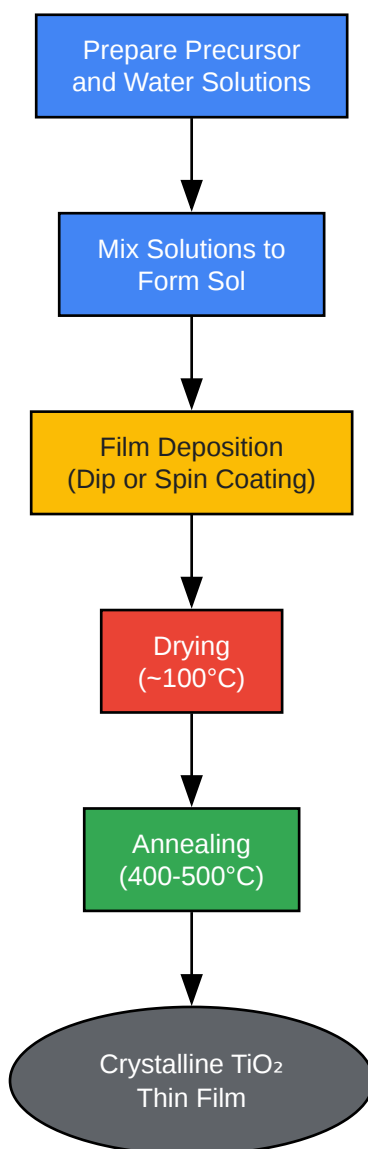 Prepare Precursor
and Water Solutions
Mix Solutions to
Form Sol
Film Deposition
(Dip or Spin Coating)
Drying
(~100°C)
Annealing
(400-500°C)
Crystalline TiO₂
Thin Film